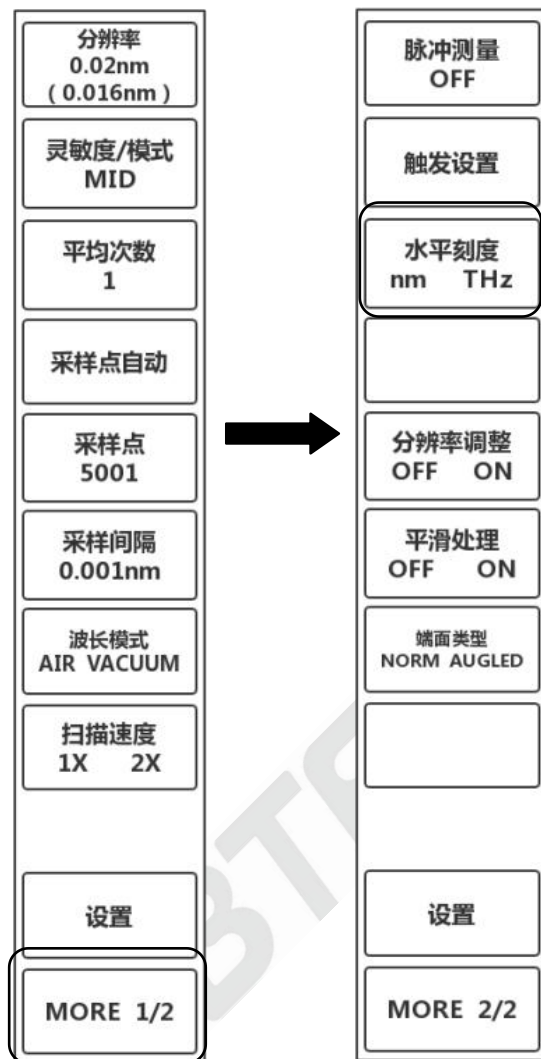 分辨率
0.02nm
(0.016nm)
灵敏度/模式
MID
平均次数
1
采样点自动
采样点
5001
采样间隔
0.001nm
波长模式
AIR VACUUM
扫描速度
1X 2X
设置
MORE 1/2
脉冲测量
OFF
触发设置
水平刻度
nm THz
分辨率调整
OFF ON
平滑处理
OFF ON
端面类型
NORM AUGLED
设置
MORE 2/2